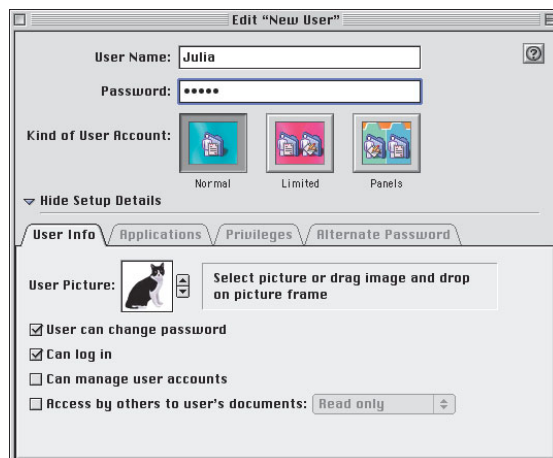 Edit “New User”
User Name: Julia
Password: •••••
Kind of User Account:
Normal Limited Panels
Hide Setup Details
User Info Applications Privileges Alternate Password
User Picture:
Select picture or drag image and drop
on picture frame
User can change password
Can log in
Can manage user accounts
Access by others to user's documents: Read only